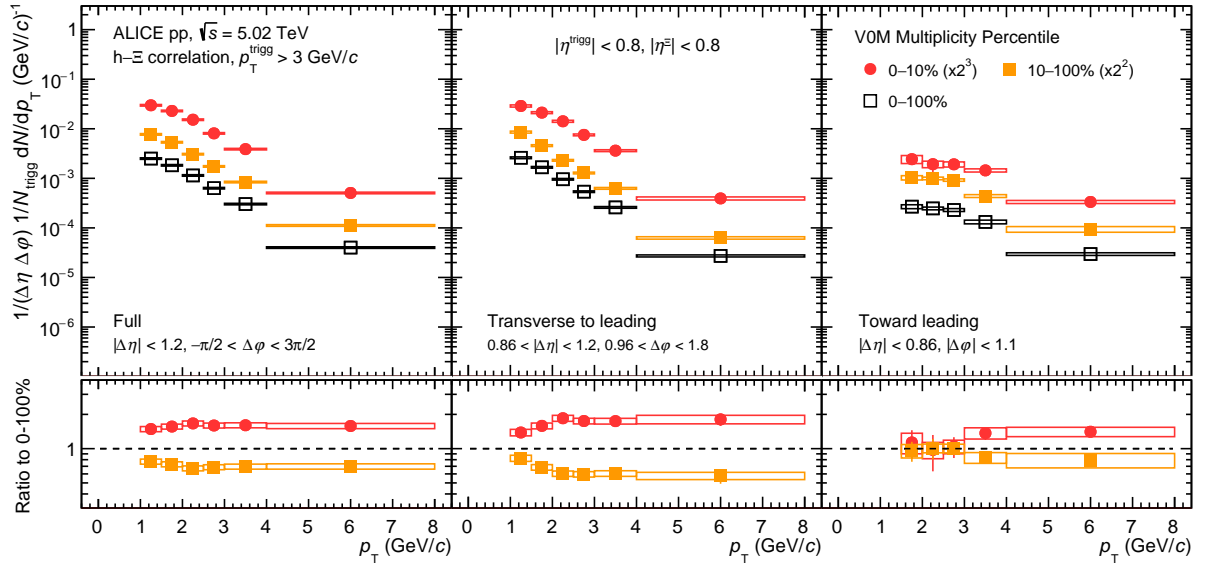 ALICE pp, √s = 5.02 TeV
h−Ξ correlation, p_T^trigg > 3 GeV/c
|η^trigg| < 0.8, |η^Ξ| < 0.8
V0M Multiplicity Percentile
0−10% (x2³)
10−100% (x2²)
0−100%
1/(Δη Δφ) 1/N_trigg dN/dp_T (GeV/c)⁻¹
1
10⁻¹
10⁻²
10⁻³
10⁻⁴
10⁻⁵
10⁻⁶
Full
|Δη| < 1.2, −π/2 < Δφ < 3π/2
Transverse to leading
0.86 < |Δη| < 1.2, 0.96 < Δφ < 1.8
Toward leading
|Δη| < 0.86, |Δφ| < 1.1
Ratio to 0-100%
1
0 1 2 3 4 5 6 7 8
0 1 2 3 4 5 6 7 8
0 1 2 3 4 5 6 7 8
p_T (GeV/c)
p_T (GeV/c)
p_T (GeV/c)